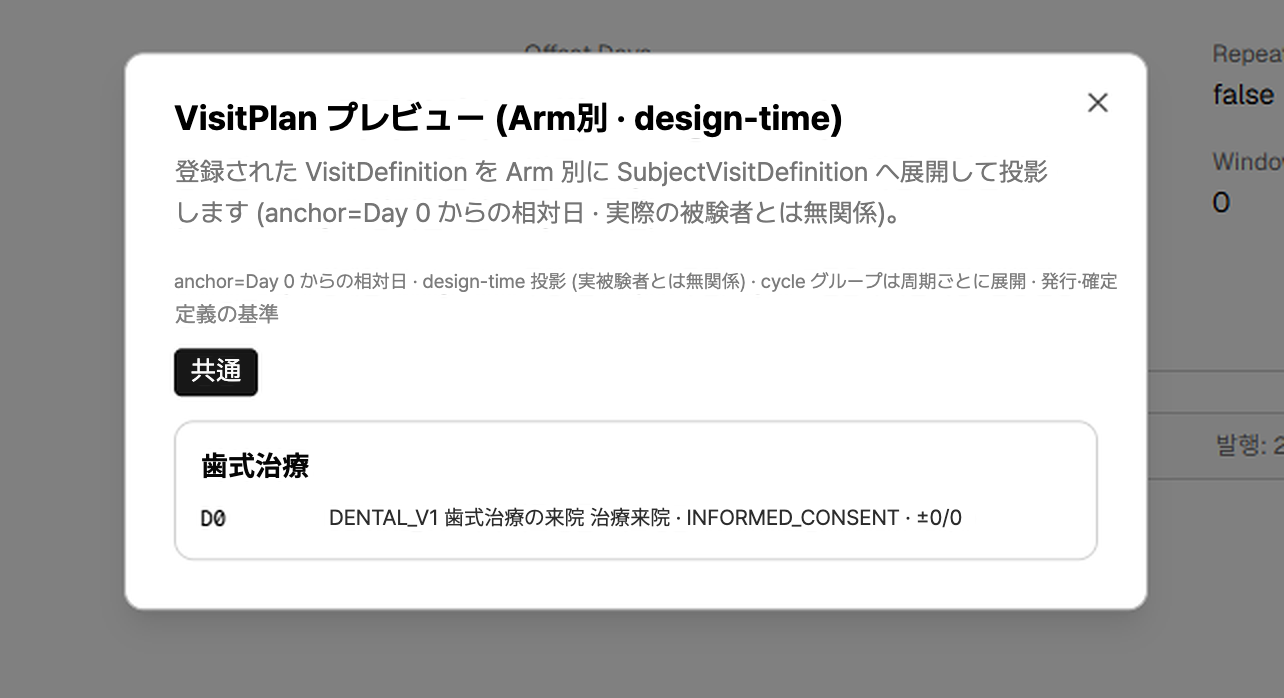 Offset Days
VisitPlan プレビュー (Arm別 · design-time)
登録された VisitDefinition を Arm 別に SubjectVisitDefinition へ展開して投影
します (anchor=Day 0 からの相対日 · 実際の被験者とは無関係)。
anchor=Day 0 からの相対日 · design-time 投影 (実被験者とは無関係) · cycle グループは周期ごとに展開 · 発行·確定
定義の基準
共通
歯式治療
D0 DENTAL_V1 歯式治療の来院 治療来院 · INFORMED_CONSENT · ±0/0
Repeat
false
Window
0
발행: 2